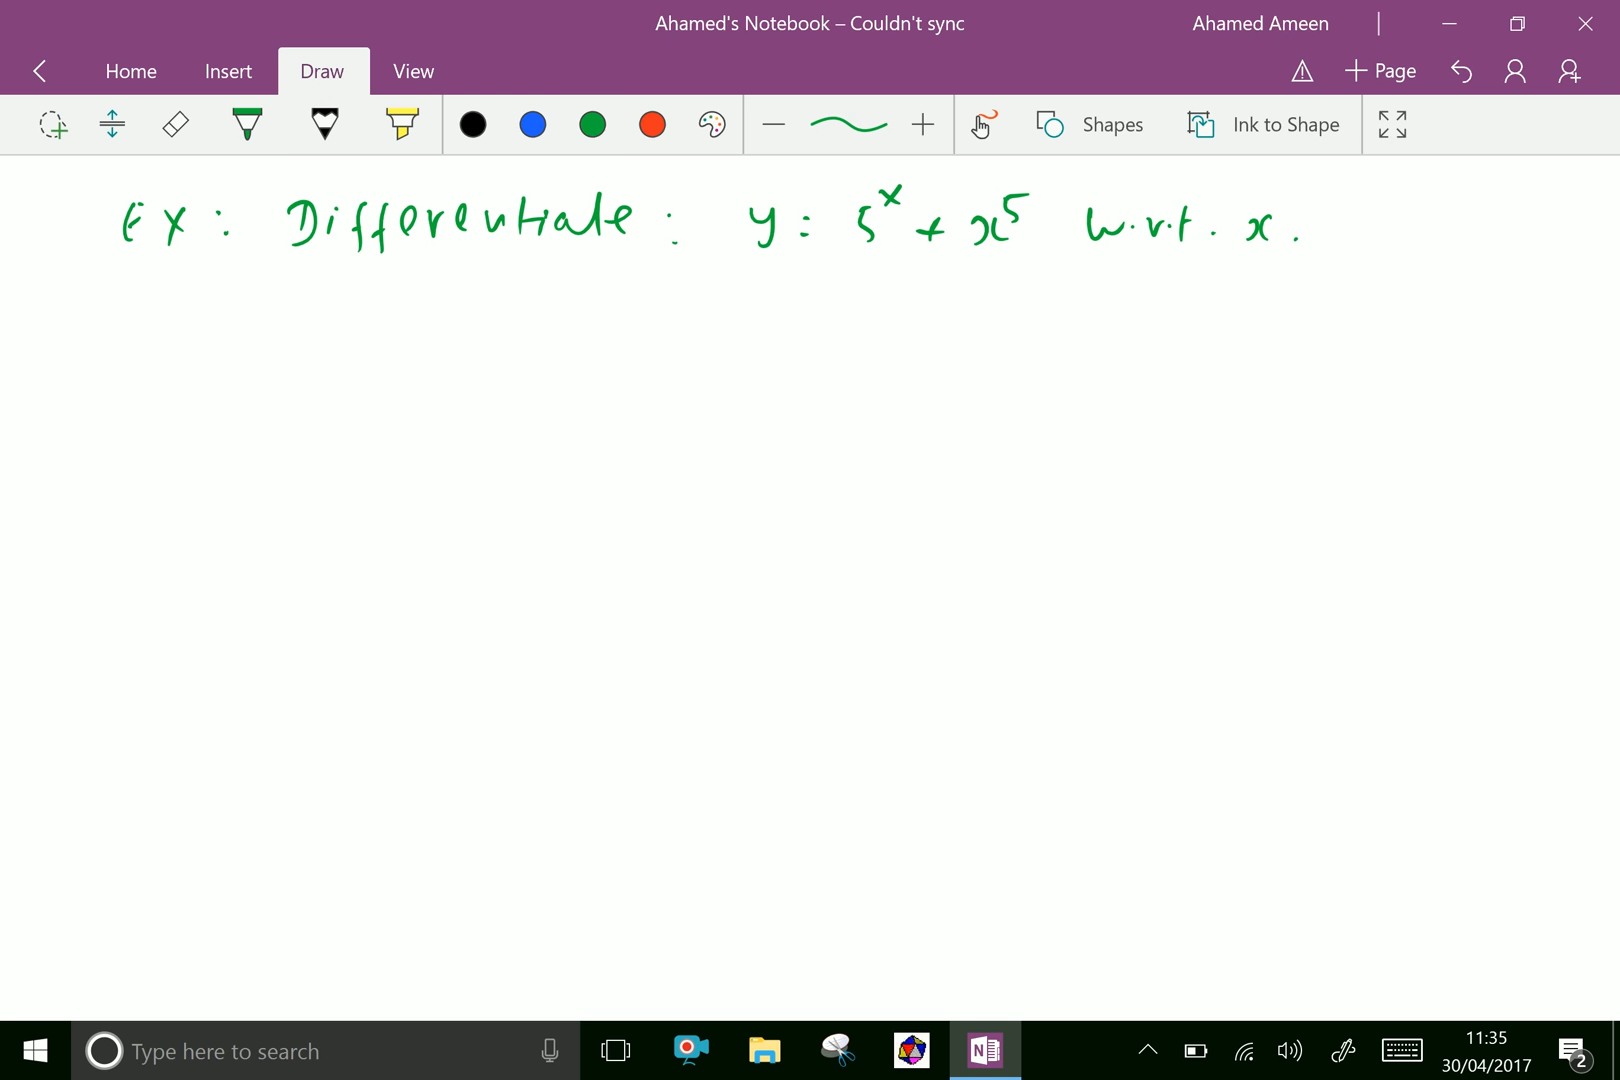 Ahamed's Notebook – Couldn't sync
Ahamed Ameen
Home Insert Draw View
Page
Shapes
Ink to Shape
Ex: Differentiate: y = 5^x + x^5 w.r.t. x.
Type here to search
N
11:35
30/04/2017
2